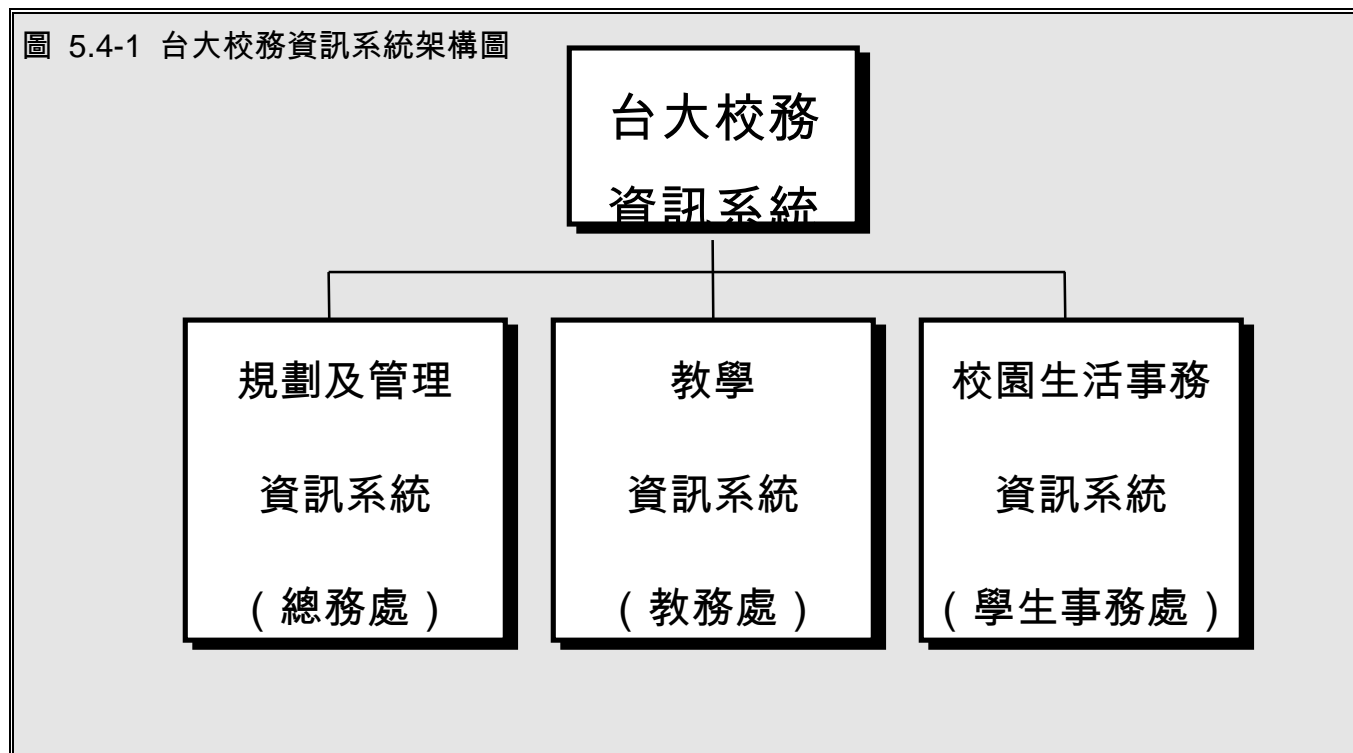 圖 5.4-1 台大校務資訊系統架構圖
台大校務
資訊系統
規劃及管理
資訊系統
（總務處）
教學
資訊系統
（教務處）
校園生活事務
資訊系統
（學生事務處）